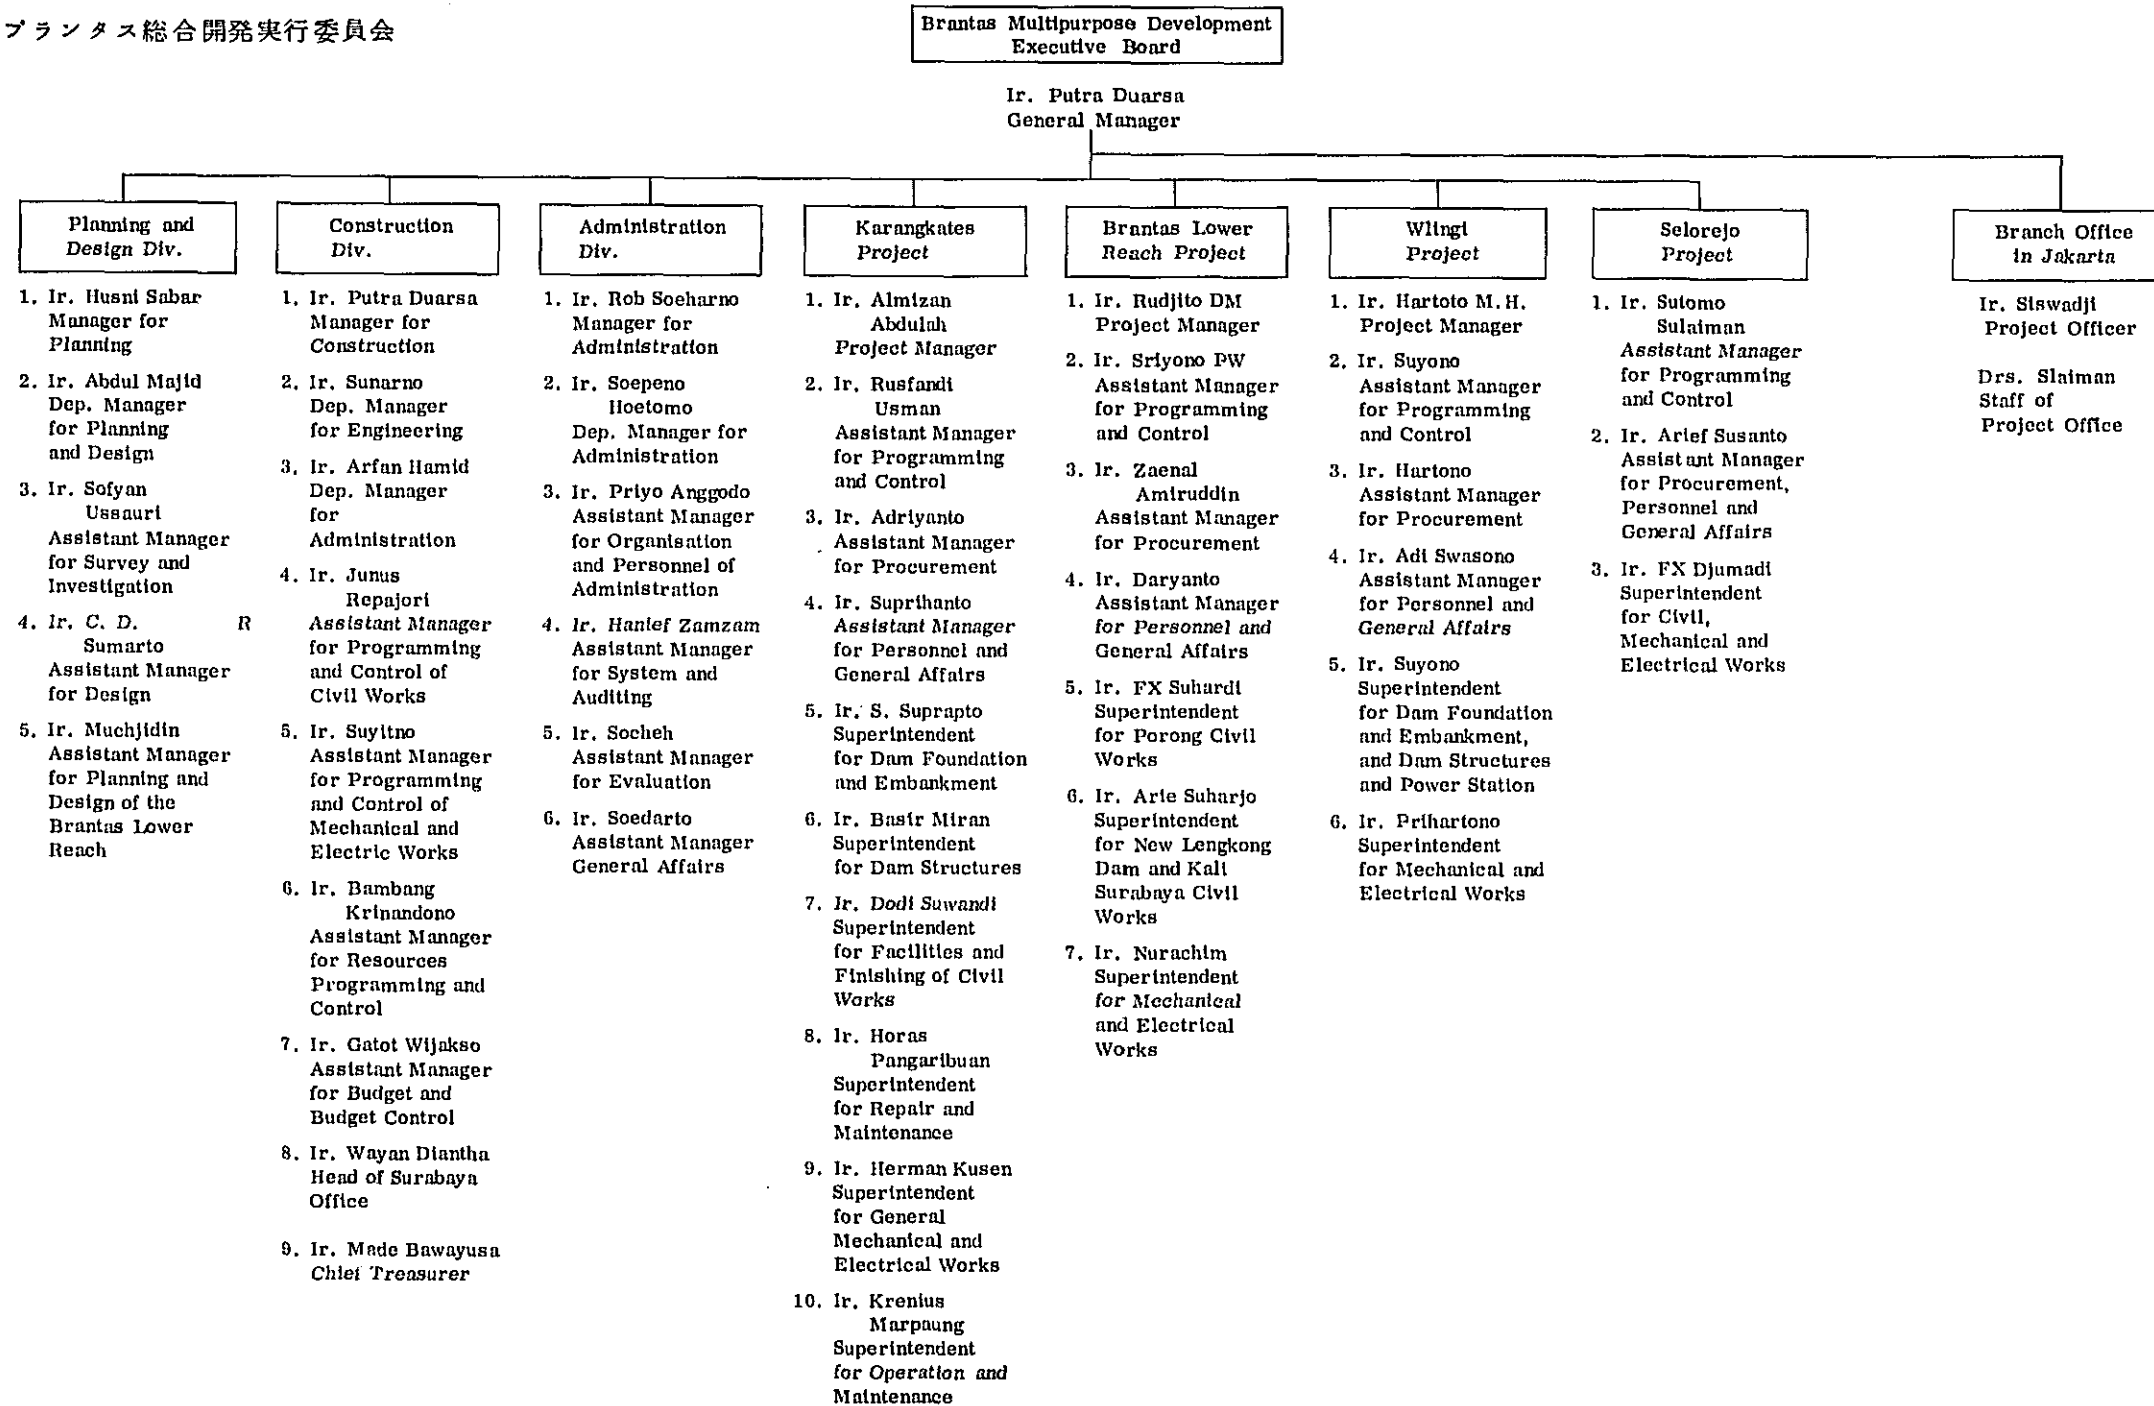 プランタス総合開発実行委員会
Brantas Multipurpose Development
Executive Board
Ir. Putra Duarsa
General Manager
Planning and
Design Div.
1. Ir. Husni Sabar
Manager for
Planning
2. Ir. Abdul Majid
Dep. Manager
for Planning
and Design
3. Ir. Sofyan
Ussauri
Assistant Manager
for Survey and
Investigation
4. Ir. C. D. R
Sumarto
Assistant Manager
for Design
5. Ir. Muchjidin
Assistant Manager
for Planning and
Design of the
Brantas Lower
Reach
Construction
Div.
1. Ir. Putra Duarsa
Manager for
Construction
2. Ir. Sunarno
Dep. Manager
for Engineering
3. Ir. Arfan Hamid
Dep. Manager
for
Administration
4. Ir. Junus
Repajori
Assistant Manager
for Programming
and Control of
Civil Works
5. Ir. Suyitno
Assistant Manager
for Programming
and Control of
Mechanical and
Electric Works
6. Ir. Bambang
Krinandono
Assistant Manager
for Resources
Programming and
Control
7. Ir. Gatot Wijakso
Assistant Manager
for Budget and
Budget Control
8. Ir. Wayan Diantha
Head of Surabaya
Office
9. Ir. Made Bawayusa
Chief Treasurer
Administration
Div.
1. Ir. Rob Soeharno
Manager for
Administration
2. Ir. Soepeno
Hoetomo
Dep. Manager for
Administration
3. Ir. Priyo Anggodo
Assistant Manager
for Organisation
and Personnel of
Administration
4. Ir. Hanief Zamzam
Assistant Manager
for System and
Auditing
5. Ir. Socheh
Assistant Manager
for Evaluation
6. Ir. Soedarto
Assistant Manager
General Affairs
Karangkates
Project
1. Ir. Almizan
Abdulah
Project Manager
2. Ir. Rusfandi
Usman
Assistant Manager
for Programming
and Control
3. Ir. Adriyanto
Assistant Manager
for Procurement
4. Ir. Suprihanto
Assistant Manager
for Personnel and
General Affairs
5. Ir. S. Suprapto
Superintendent
for Dam Foundation
and Embankment
6. Ir. Basir Miran
Superintendent
for Dam Structures
7. Ir. Dodi Suwandi
Superintendent
for Facilities and
Finishing of Civil
Works
8. Ir. Horas
Pangaribuan
Superintendent
for Repair and
Maintenance
9. Ir. Herman Kusen
Superintendent
for General
Mechanical and
Electrical Works
10. Ir. Krenius
Marpaung
Superintendent
for Operation and
Maintenance
Brantas Lower
Reach Project
1. Ir. Rudjito DM
Project Manager
2. Ir. Sriyono PW
Assistant Manager
for Programming
and Control
3. Ir. Zaenal
Amiruddin
Assistant Manager
for Procurement
4. Ir. Daryanto
Assistant Manager
for Personnel and
General Affairs
5. Ir. FX Suhardi
Superintendent
for Porong Civil
Works
6. Ir. Arie Suharjo
Superintendent
for New Lengkong
Dam and Kali
Surabaya Civil
Works
7. Ir. Nurachim
Superintendent
for Mechanical
and Electrical
Works
Wlingi
Project
1. Ir. Hartoto M.H.
Project Manager
2. Ir. Suyono
Assistant Manager
for Programming
and Control
3. Ir. Hartono
Assistant Manager
for Procurement
4. Ir. Adi Swasono
Assistant Manager
for Personnel and
General Affairs
5. Ir. Suyono
Superintendent
for Dam Foundation
and Embankment,
and Dam Structures
and Power Station
6. Ir. Prihartono
Superintendent
for Mechanical and
Electrical Works
Selorejo
Project
1. Ir. Sutomo
Sulaiman
Assistant Manager
for Programming
and Control
2. Ir. Arief Susanto
Assistant Manager
for Procurement,
Personnel and
General Affairs
3. Ir. FX Djumadi
Superintendent
for Civil,
Mechanical and
Electrical Works
Branch Office
in Jakarta
Ir. Siswadji
Project Officer
Drs. Slaiman
Staff of
Project Office